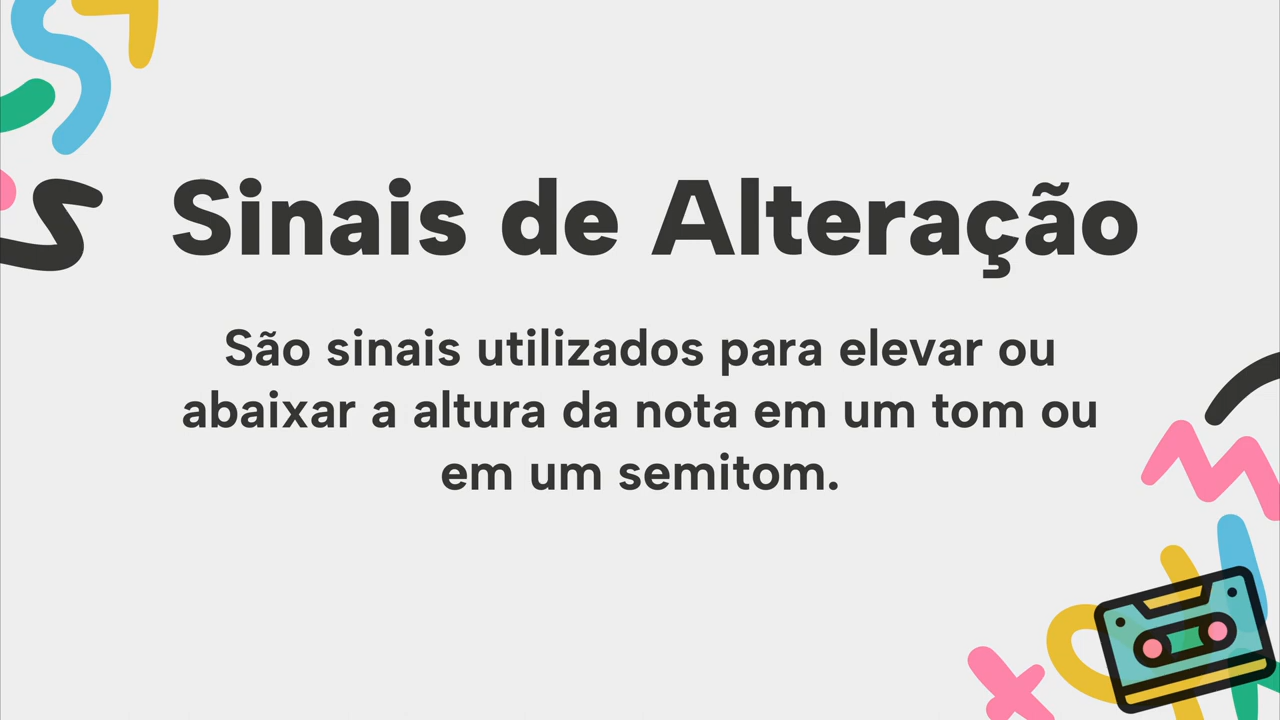 Sinais de Alteração
São sinais utilizados para elevar ou
abaixar a altura da nota em um tom ou
em um semitom.